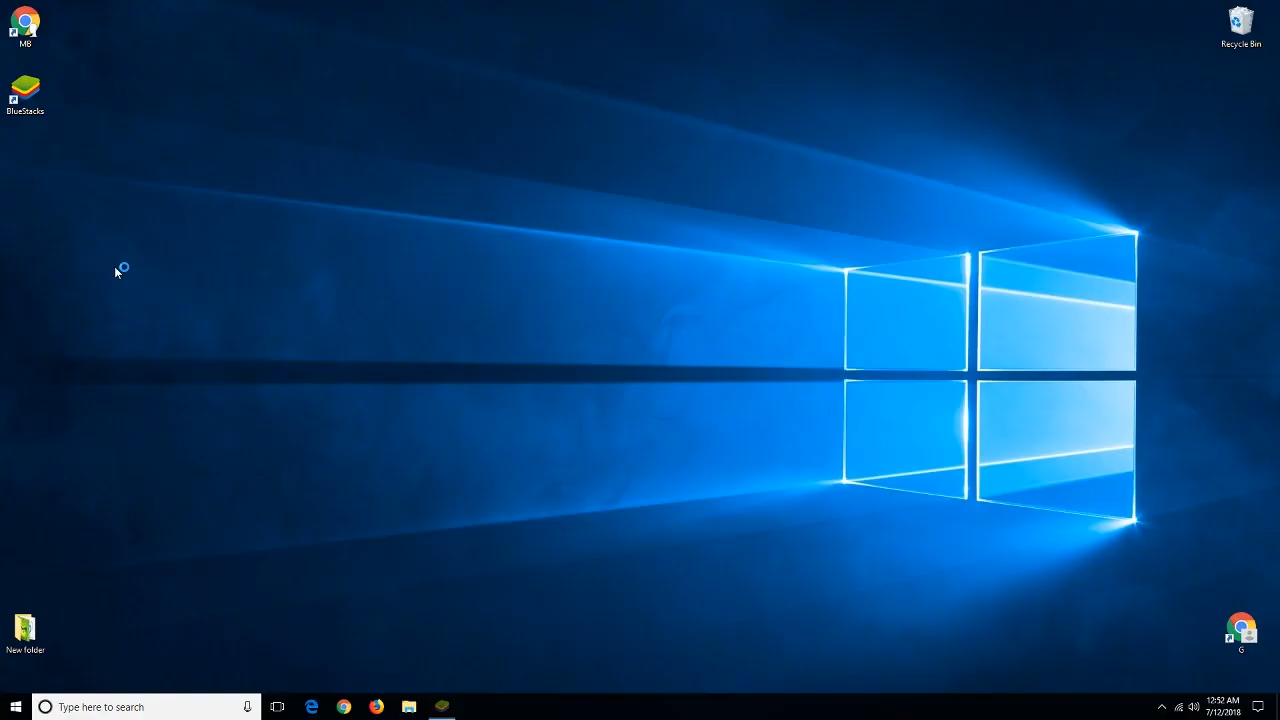 MB
Recycle Bin
BlueStacks
New folder
G
Type here to search
12:52 AM
7/12/2018